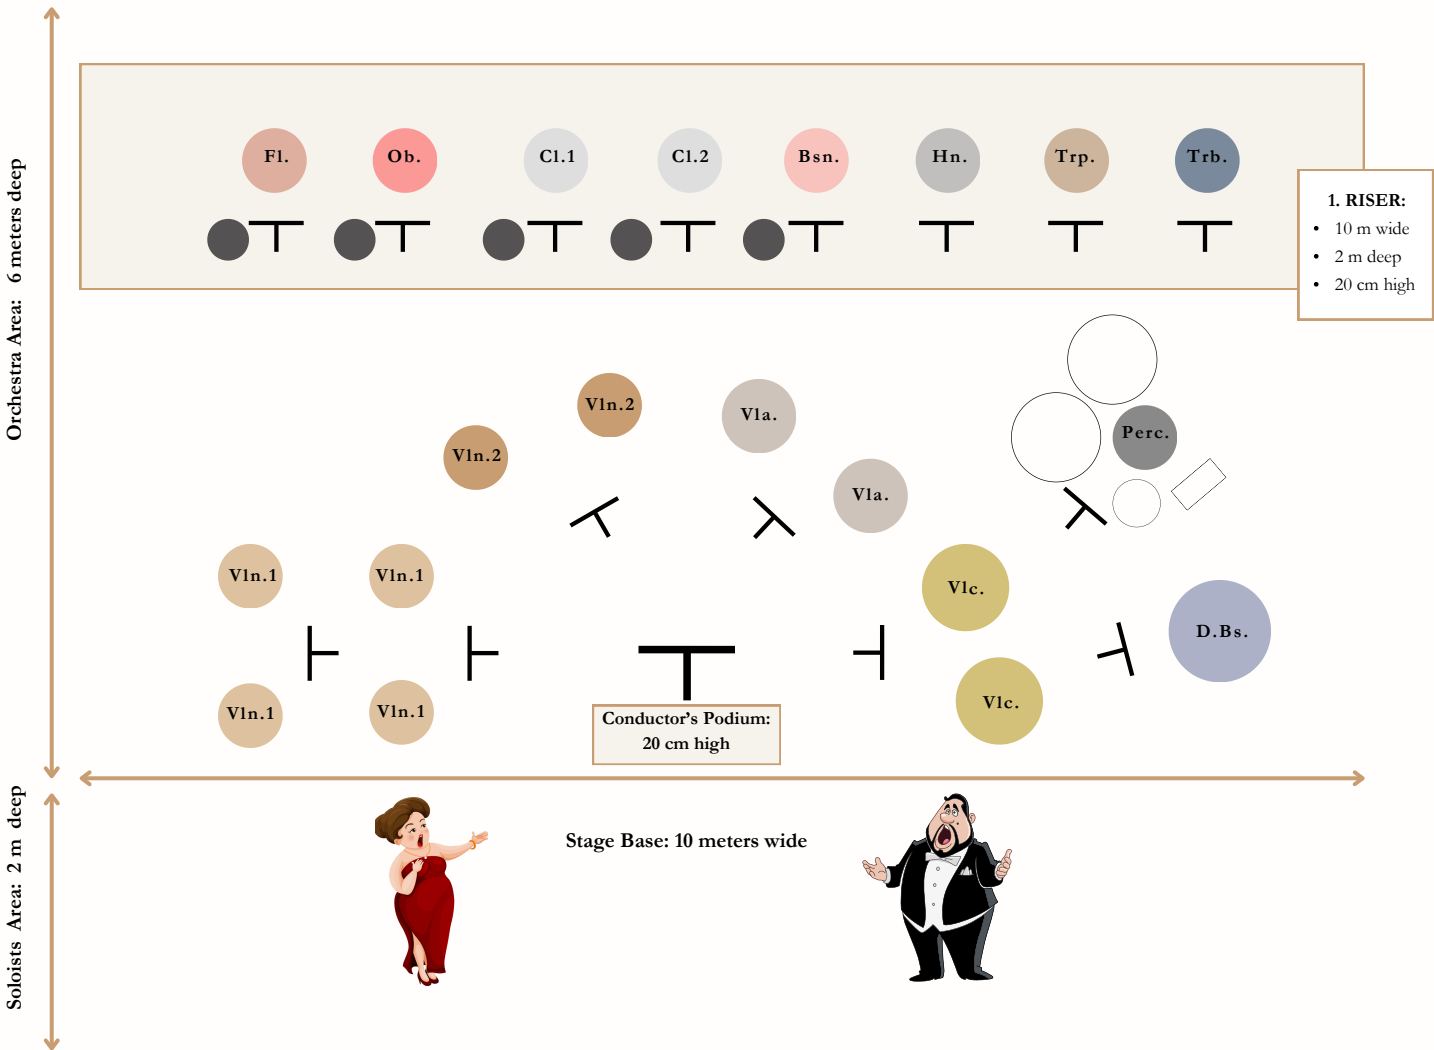 Orchestra Area: 6 meters deep
Fl.
Ob.
Cl.1
Cl.2
Bsn.
Hn.
Trp.
Trb.
1. RISER:
• 10 m wide
• 2 m deep
• 20 cm high
Vln.2
Vln.2
Vla.
Vla.
Perc.
Vln.1
Vln.1
Vln.1
Vln.1
Vlc.
Vlc.
D.Bs.
Conductor's Podium:
20 cm high
Soloists Area: 2 m deep
Stage Base: 10 meters wide